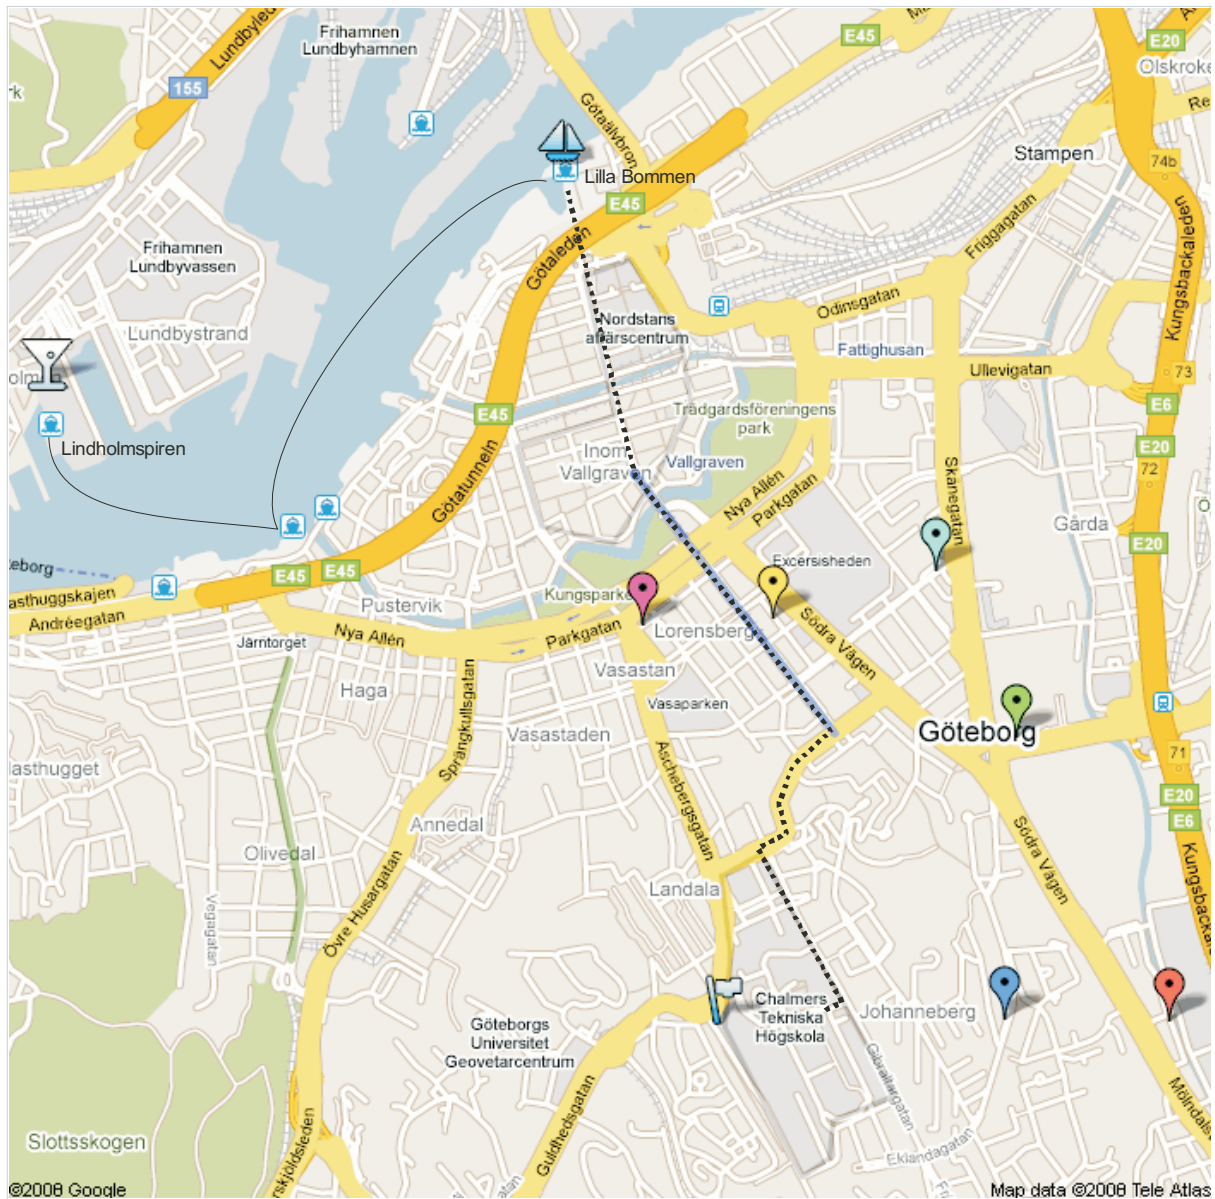 Frihamnen
Lundbyhamnen
E45
E20
155
Götaälvbron
Stampen
74b
Lilla Bommen
E45
Friggagatan
Kungsbackaleden
Frihamnen
Lundbyvassen
Götaleden
Odinsgatan
Lundbystrand
Nordstans
affärscentrum
Fattighusan
Ullevigatan
73
E6
E45
Trädgårdsföreningens
park
E20
Lindholmspiren
Inom
Vallgraven
Vallgraven
72
Götatunneln
Nya Allén
Parkgatan
Skånegatan
Gårda
E20
Excersisheden
E45
E45
Andréegatan
Pustervik
Kungsparken
Järntorget
Nya Allén
Parkgatan
Lorensberg
Södra Vägen
Vasastan
Haga
Vasaparken
Sprängkullsgatan
Vasastaden
Göteborg
71
Aschebergsgatan
E20
E6
Annedal
Olivedal
Södra Vägen
Landala
Kungsbackaleden
Vegagatan
Övre Husargatan
Chalmers
Tekniska
Högskola
Johanneberg
Göteborgs
Universitet
Geovetarcentrum
Gibraltargatan
Guldhedsgatan
Slottsskogen
Eklandagatan
©2008 Google
Map data ©2008 Tele Atlas